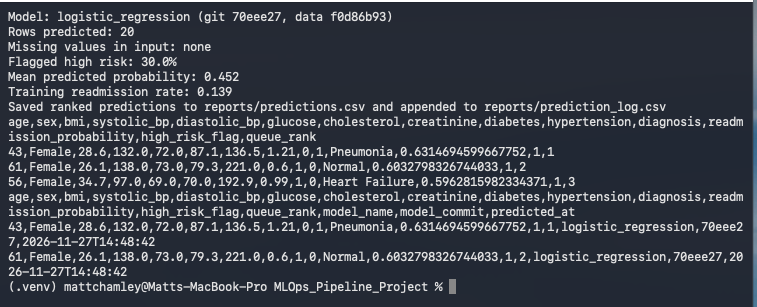 Model: logistic_regression (git 70eee27, data f0d86b93)
Rows predicted: 20
Missing values in input: none
Flagged high risk: 30.0%
Mean predicted probability: 0.452
Training readmission rate: 0.139
Saved ranked predictions to reports/predictions.csv and appended to reports/prediction_log.csv
age,sex,bmi,systolic_bp,diastolic_bp,glucose,cholesterol,creatinine,diabetes,hypertension,diagnosis,readm
ission_probability,high_risk_flag,queue_rank
43,Female,28.6,132.0,72.0,87.1,136.5,1.21,0,1,Pneumonia,0.6314694599667752,1,1
61,Female,26.1,138.0,73.0,79.3,221.0,0.6,1,0,Normal,0.6032798326744033,1,2
56,Female,34.7,97.0,69.0,70.0,192.9,0.99,1,0,Heart Failure,0.5962815982334371,1,3
age,sex,bmi,systolic_bp,diastolic_bp,glucose,cholesterol,creatinine,diabetes,hypertension,diagnosis,readm
ission_probability,high_risk_flag,queue_rank,model_name,model_commit,predicted_at
43,Female,28.6,132.0,72.0,87.1,136.5,1.21,0,1,Pneumonia,0.6314694599667752,1,1,logistic_regression,70eee2
7,2026-11-27T14:48:42
61,Female,26.1,138.0,73.0,79.3,221.0,0.6,1,0,Normal,0.6032798326744033,1,2,logistic_regression,70eee27,202
6-11-27T14:48:42
(.venv) mattchamley@Matts-MacBook-Pro MLOps_Pipeline_Project %